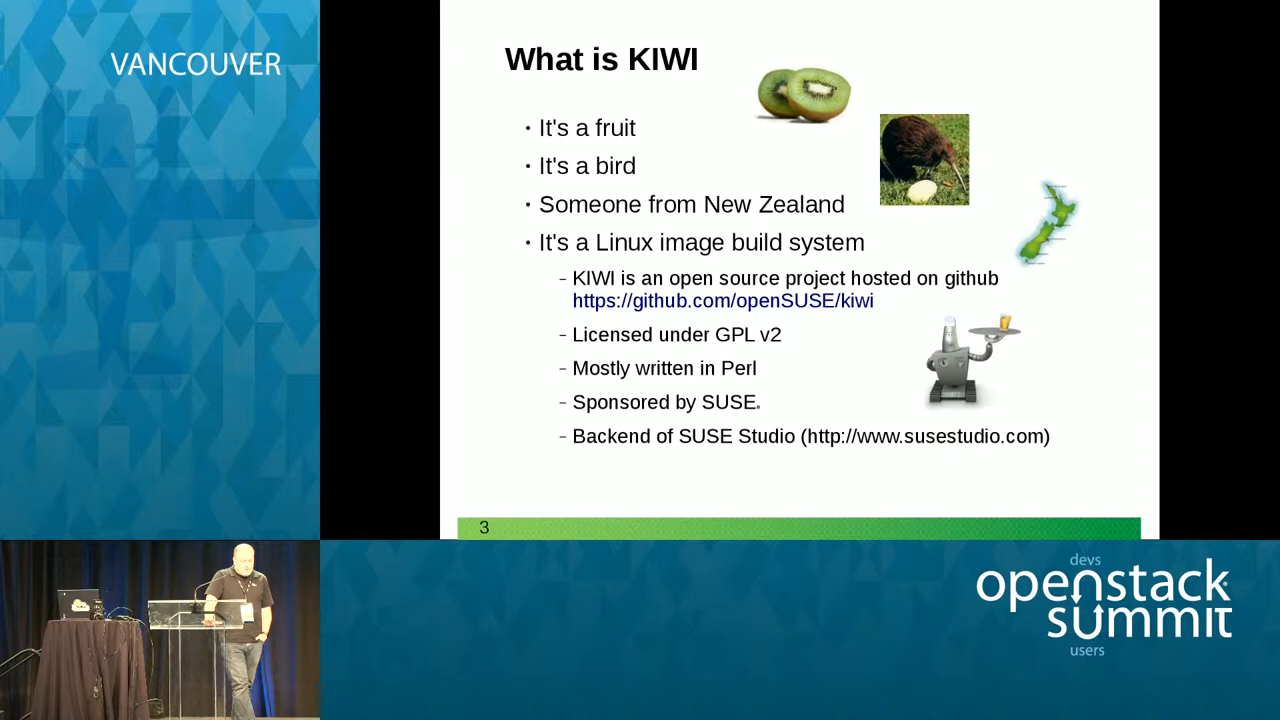 VANCOUVER
What is KIWI
• It's a fruit
• It's a bird
• Someone from New Zealand
• It's a Linux image build system
– KIWI is an open source project hosted on github
https://github.com/openSUSE/kiwi
– Licensed under GPL v2
– Mostly written in Perl
– Sponsored by SUSE®
– Backend of SUSE Studio (http://www.susestudio.com)
3
devs
openstack
summit
users